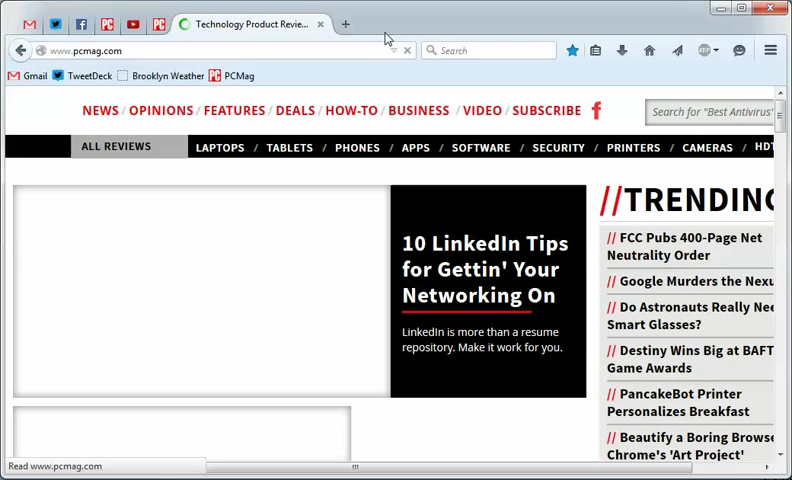 Technology Product Revie...
www.pcmag.com
Search
Gmail TweetDeck Brooklyn Weather PC PCMag
NEWS / OPINIONS / FEATURES / DEALS / HOW-TO / BUSINESS / VIDEO / SUBSCRIBE f
Search for "Best Antivirus"
ALL REVIEWS LAPTOPS / TABLETS / PHONES / APPS / SOFTWARE / SECURITY / PRINTERS / CAMERAS / HDT
10 LinkedIn Tips
for Gettin' Your
Networking On
LinkedIn is more than a resume
repository. Make it work for you.
//TRENDING
// FCC Pubs 400-Page Net
Neutrality Order
// Google Murders the Nexu
// Do Astronauts Really Nee
Smart Glasses?
// Destiny Wins Big at BAFT
Game Awards
// PancakeBot Printer
Personalizes Breakfast
// Beautify a Boring Browse
Chrome's 'Art Project'
Read www.pcmag.com